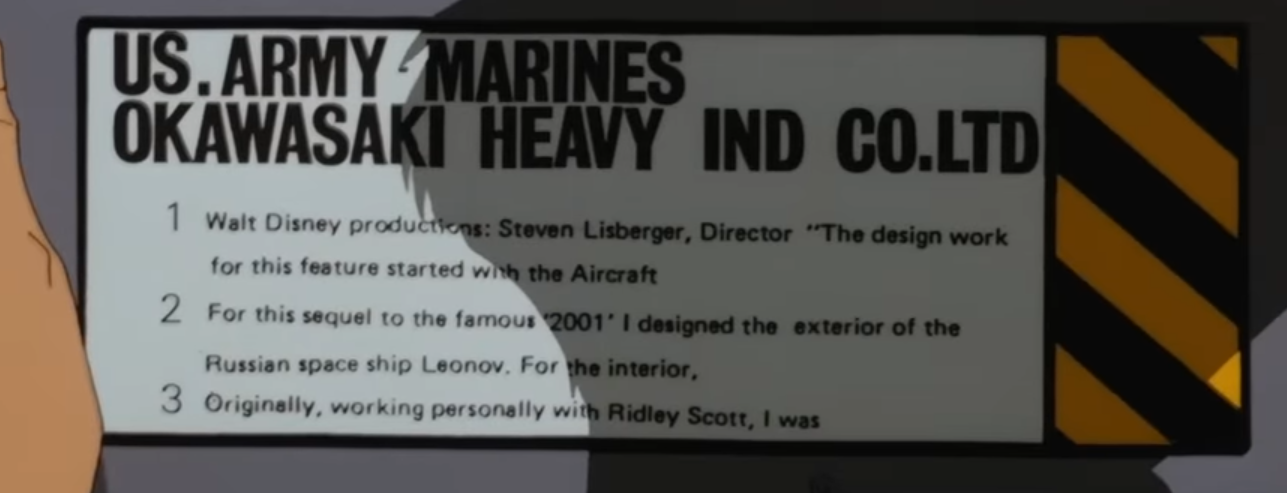 US. ARMY MARINES
OKAWASAKI HEAVY IND CO.LTD
1 Walt Disney productions: Steven Lisberger, Director “The design work
for this feature started with the Aircraft
2 For this sequel to the famous ‘2001’ I designed the exterior of the
Russian space ship Leonov. For the interior,
3 Originally, working personally with Ridley Scott, I was